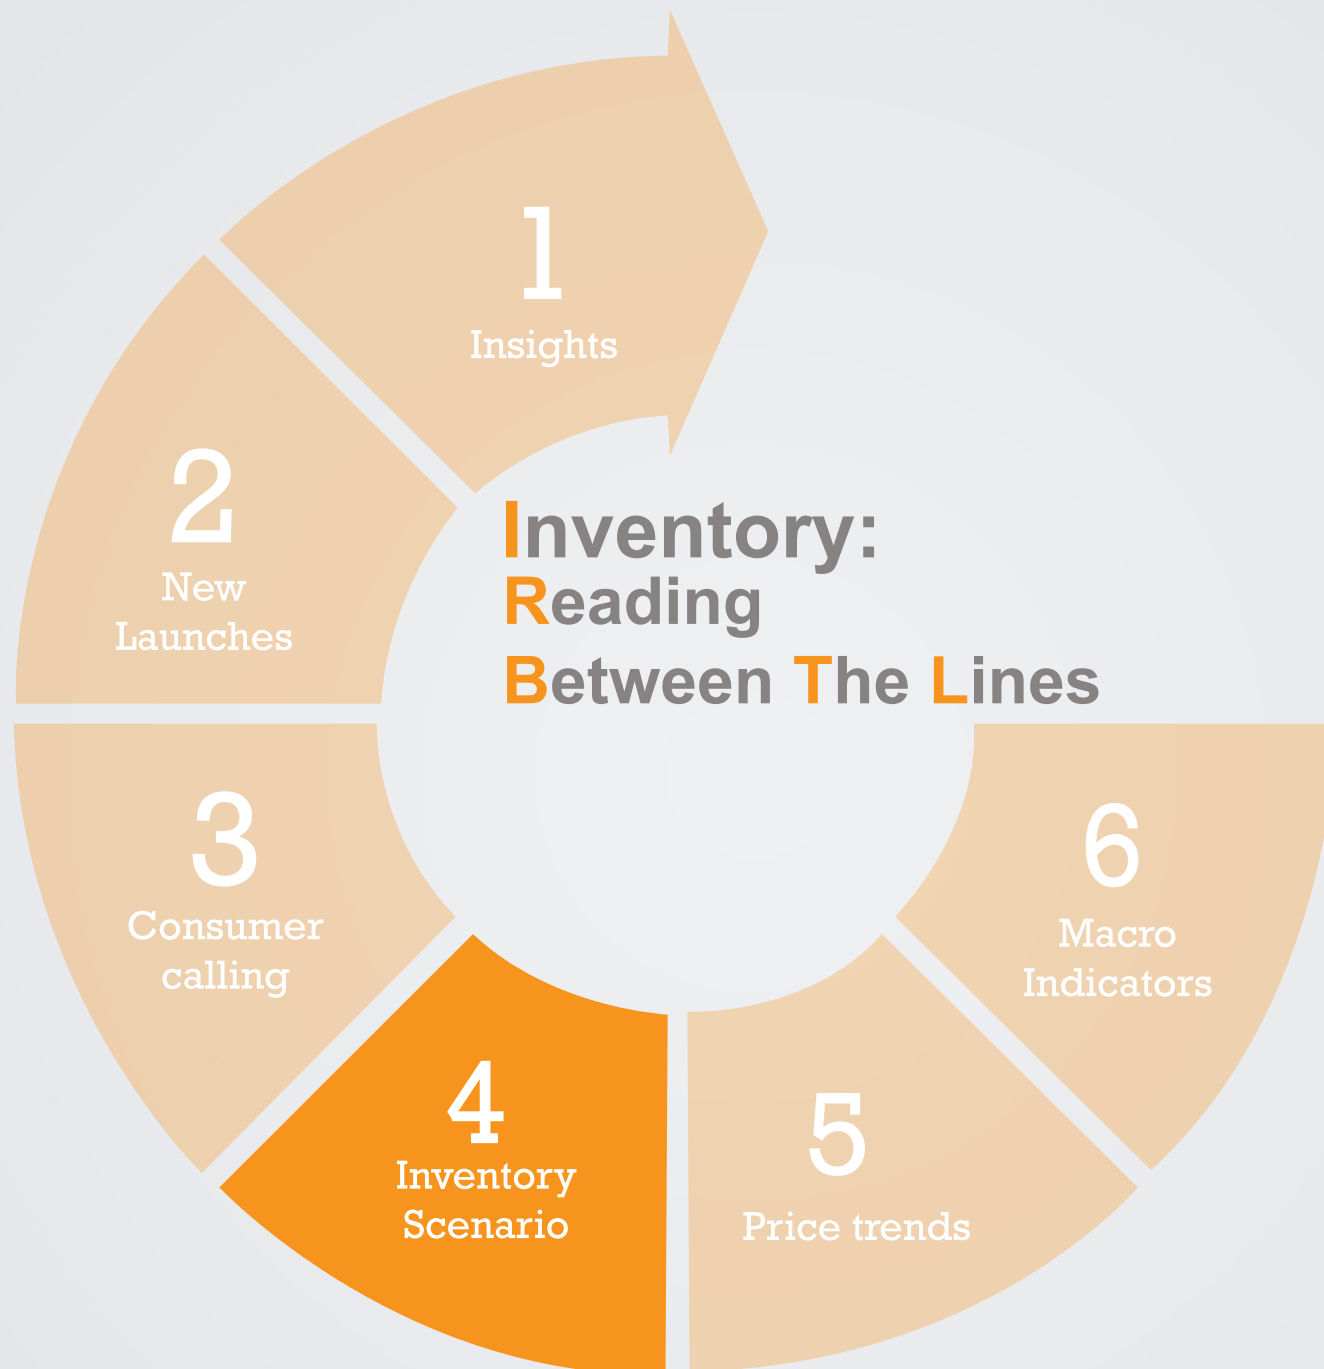 1
Insights
2
New
Launches
Inventory:
Reading
Between The Lines
3
Consumer
calling
4
Inventory
Scenario
5
Price trends
6
Macro
Indicators